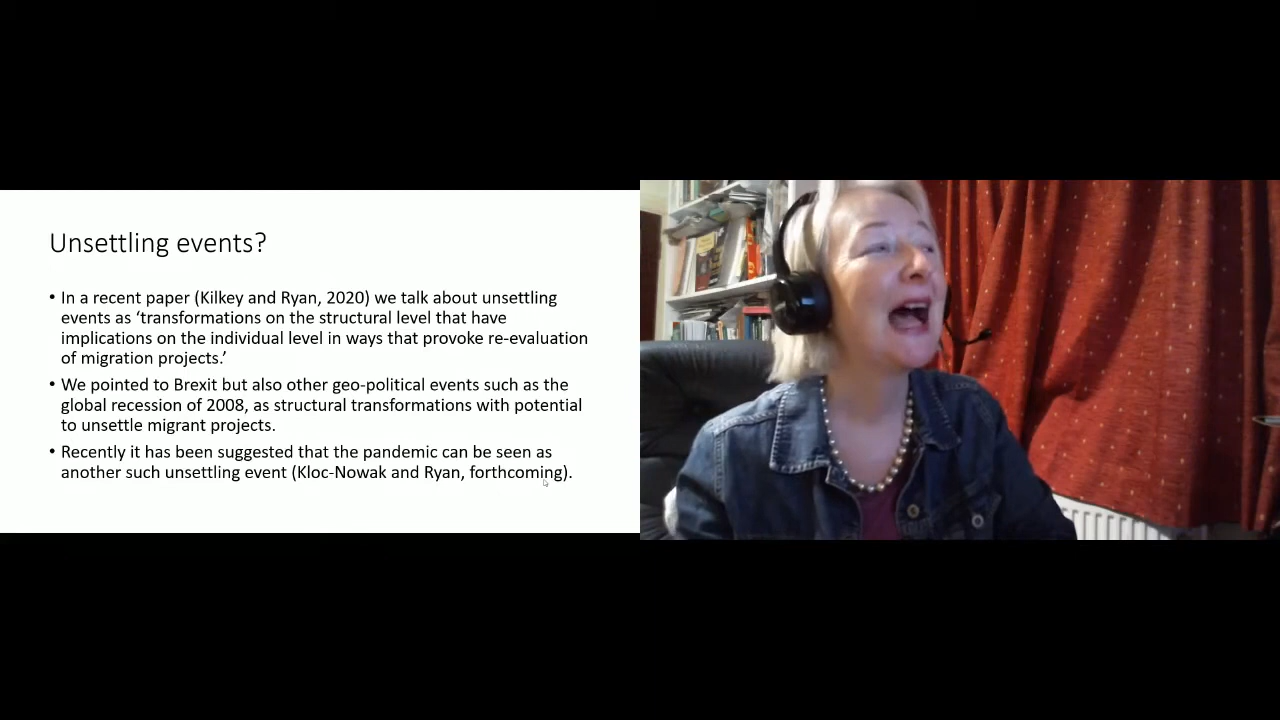 Unsettling events?
• In a recent paper (Kilkey and Ryan, 2020) we talk about unsettling
events as ‘transformations on the structural level that have
implications on the individual level in ways that provoke re-evaluation
of migration projects.’
• We pointed to Brexit but also other geo-political events such as the
global recession of 2008, as structural transformations with potential
to unsettle migrant projects.
• Recently it has been suggested that the pandemic can be seen as
another such unsettling event (Kloc-Nowak and Ryan, forthcoming).